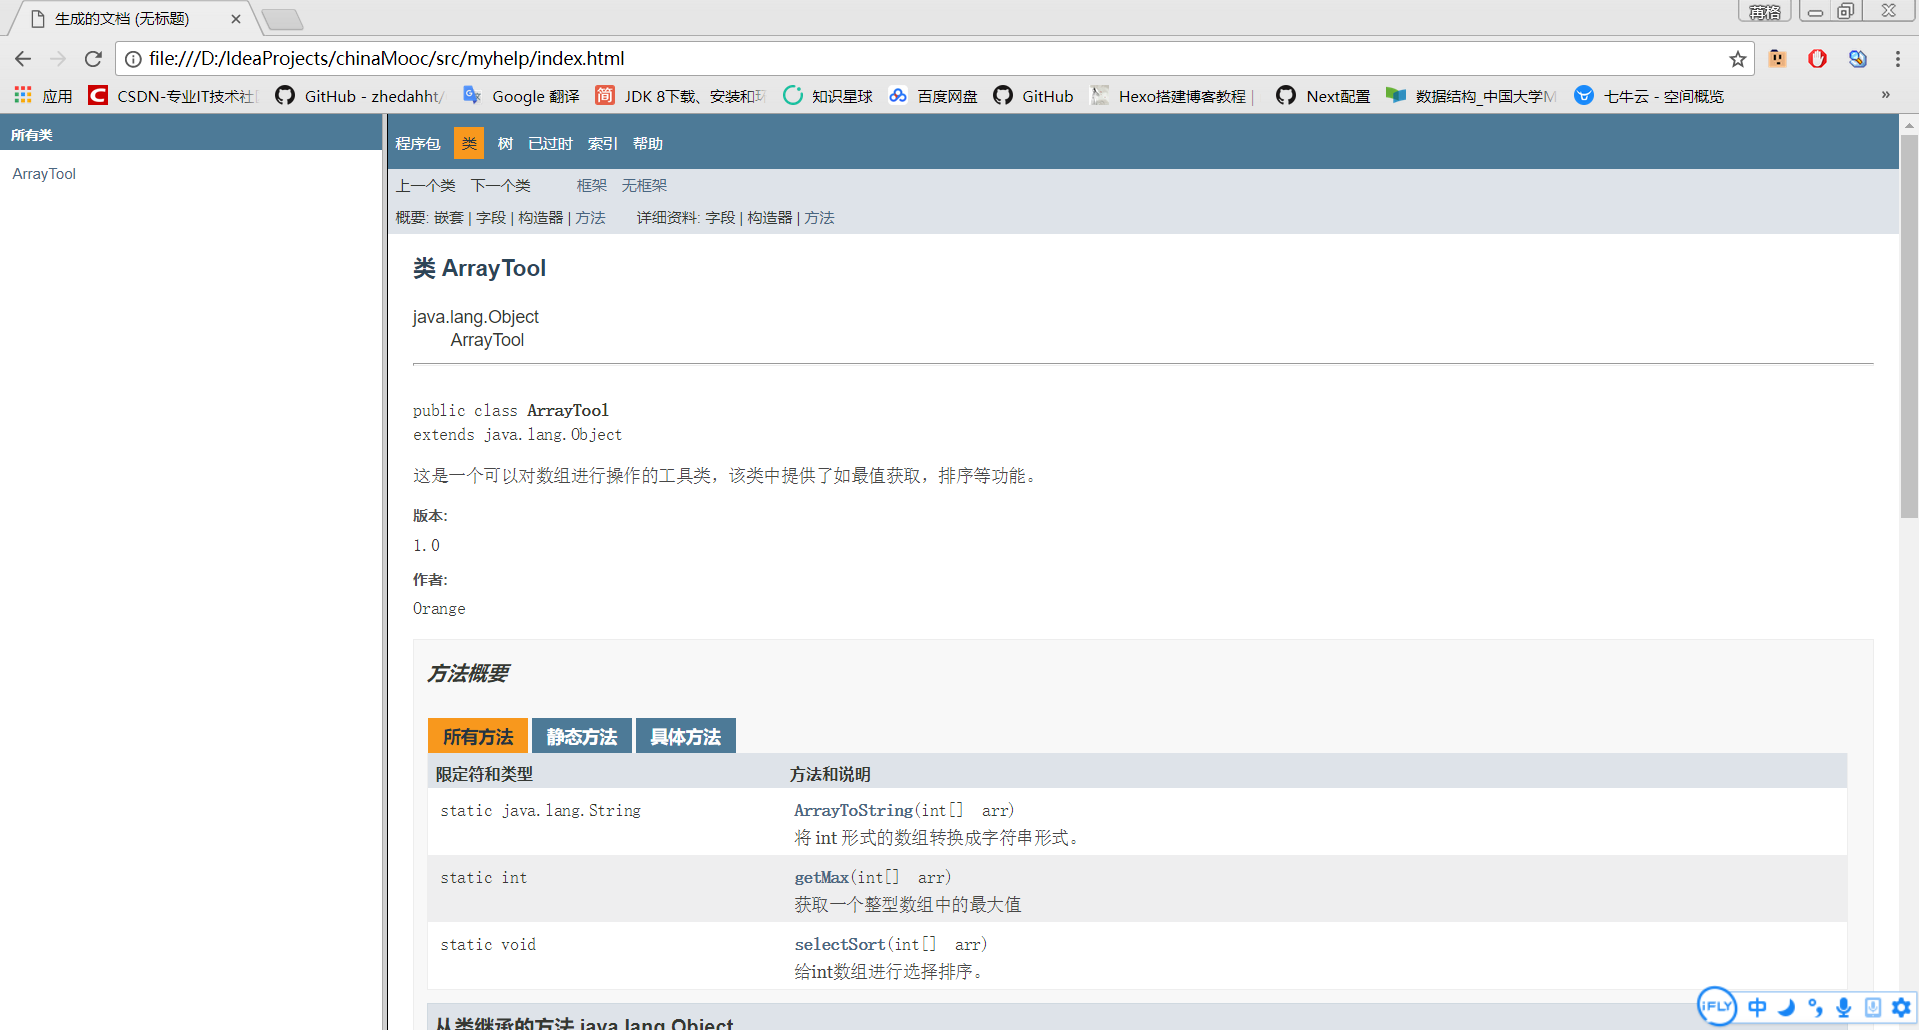 生成的文档 (无标题)
苒格
file:///D:/IdeaProjects/chinaMooc/src/myhelp/index.html
应用 CSDN-专业IT技术社 GitHub - zhedahht/ Google 翻译 JDK 8下载、安装和 知识星球 百度网盘 GitHub Hexo搭建博客教程 | Next配置 数据结构_中国大学M 七牛云 - 空间概览 »
所有类
ArrayTool
程序包 类 树 已过时 索引 帮助
上一个类 下一个类 框架 无框架
概要: 嵌套 | 字段 | 构造器 | 方法 详细资料: 字段 | 构造器 | 方法
类 ArrayTool
java.lang.Object
ArrayTool
public class ArrayTool
extends java.lang.Object
这是一个可以对数组进行操作的工具类，该类中提供了如最值获取，排序等功能。
版本:
1.0
作者:
Orange
方法概要
所有方法 静态方法 具体方法
限定符和类型 方法和说明
static java.lang.String ArrayToString(int[] arr)
将 int 形式的数组转换成字符串形式。
static int getMax(int[] arr)
获取一个整型数组中的最大值
static void selectSort(int[] arr)
给int数组进行选择排序。
从类继承的方法 java.lang.Object
iFLY 中